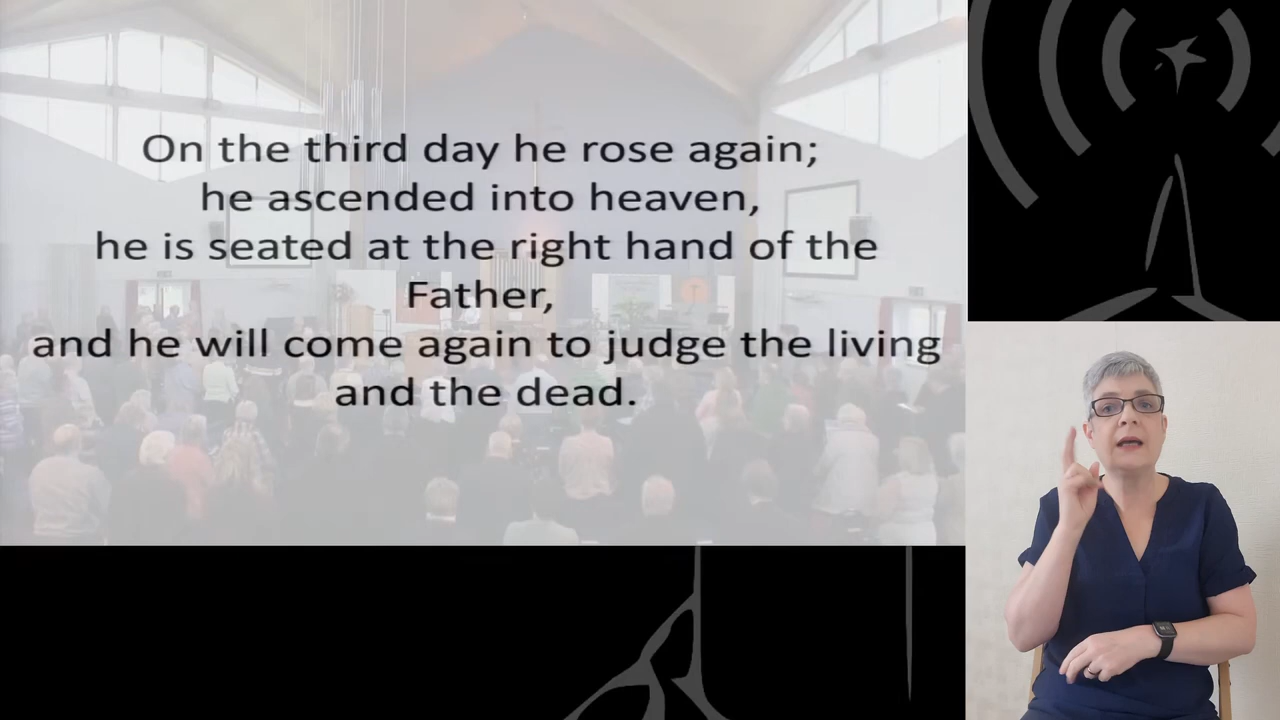 On the third day he rose again;
he ascended into heaven,
he is seated at the right hand of the
Father,
and he will come again to judge the living
and the dead.